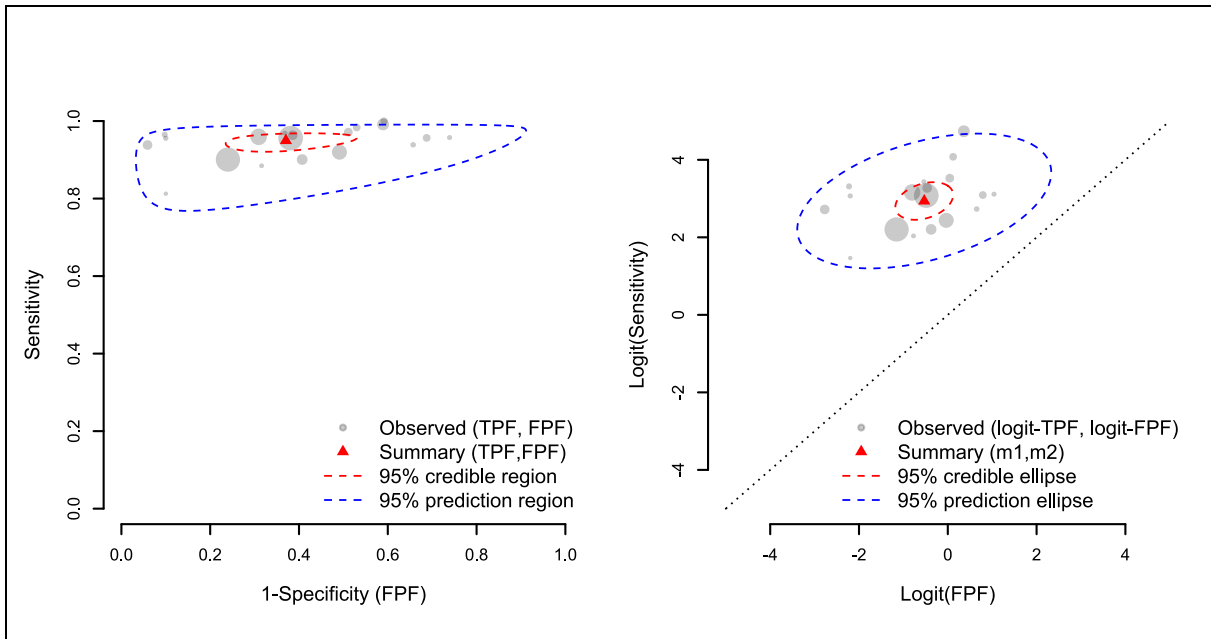 Sensitivity
1.0
0.8
0.6
0.4
0.2
0.0
Observed (TPF, FPF)
Summary (TPF,FPF)
95% credible region
95% prediction region
0.0 0.2 0.4 0.6 0.8 1.0
1-Specificity (FPF)
Logit(Sensitivity)
4
2
0
-2
-4
Observed (logit-TPF, logit-FPF)
Summary (m1,m2)
95% credible ellipse
95% prediction ellipse
-4 -2 0 2 4
Logit(FPF)